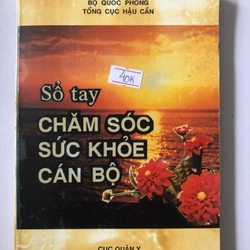 BỘ QUỐC PHÒNG
TỔNG CỤC HẬU CẦN
40K
Sổ tay
CHĂM SÓC
SỨC KHỎE
CÁN BỘ
CỤC QUÂN Y